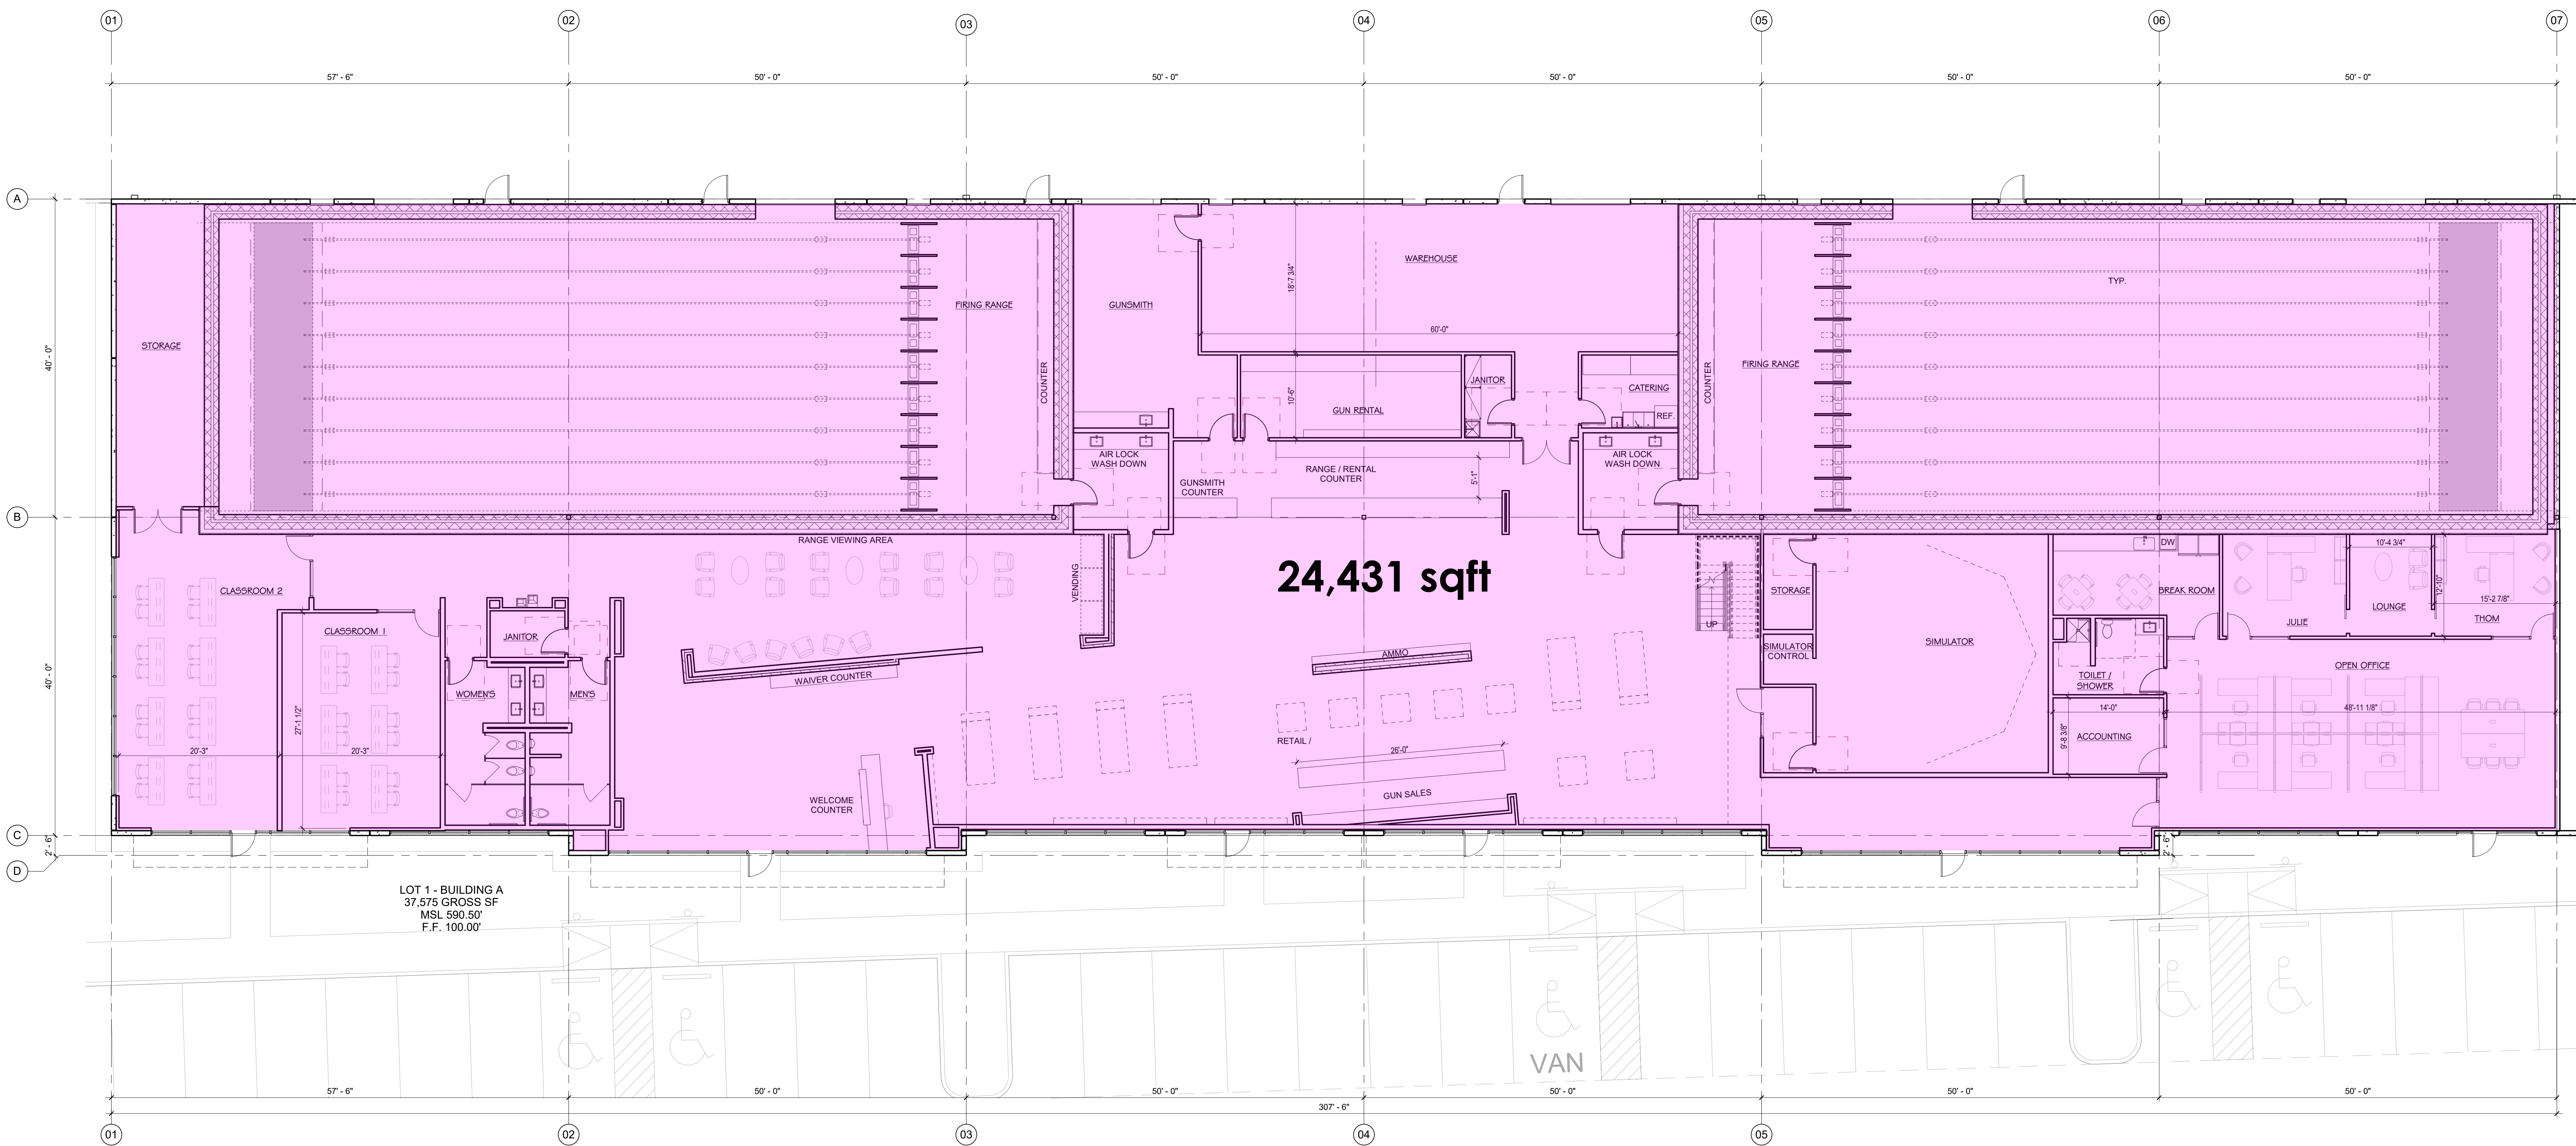 01
02
03
04
05
06
07
57' - 6"
50' - 0"
50' - 0"
50' - 0"
50' - 0"
50' - 0"
A
STORAGE
FIRING RANGE
COUNTER
GUNSMITH
WAREHOUSE
18'-7 3/4"
60'-0"
10'-6"
GUN RENTAL
JANITOR
CATERING
REF.
COUNTER
FIRING RANGE
TYP.
40' - 0"
AIR LOCK
WASH DOWN
GUNSMITH
COUNTER
RANGE / RENTAL
COUNTER
5'-1"
AIR LOCK
WASH DOWN
B
RANGE VIEWING AREA
VENDING
24,431 sqft
UP
STORAGE
SIMULATOR
CONTROL
SIMULATOR
DW
BREAK ROOM
JULIE
10'-4 3/4"
LOUNGE
12'-10"
15'-2 7/8"
THOM
CLASSROOM 2
CLASSROOM 1
JANITOR
WOMEN'S
MEN'S
WAIVER COUNTER
AMMO
TOILET /
SHOWER
OPEN OFFICE
40' - 0"
27'-1 1/2"
20'-3"
20'-3"
RETAIL /
26'-0"
GUN SALES
14'-0"
48'-11 1/8"
9'-8 3/8"
ACCOUNTING
WELCOME
COUNTER
C
2' - 6"
D
2' - 6"
LOT 1 - BUILDING A
37,575 GROSS SF
MSL 590.50'
F.F. 100.00'
VAN
57' - 6"
50' - 0"
50' - 0"
50' - 0"
50' - 0"
50' - 0"
307' - 6"
01
02
03
04
05